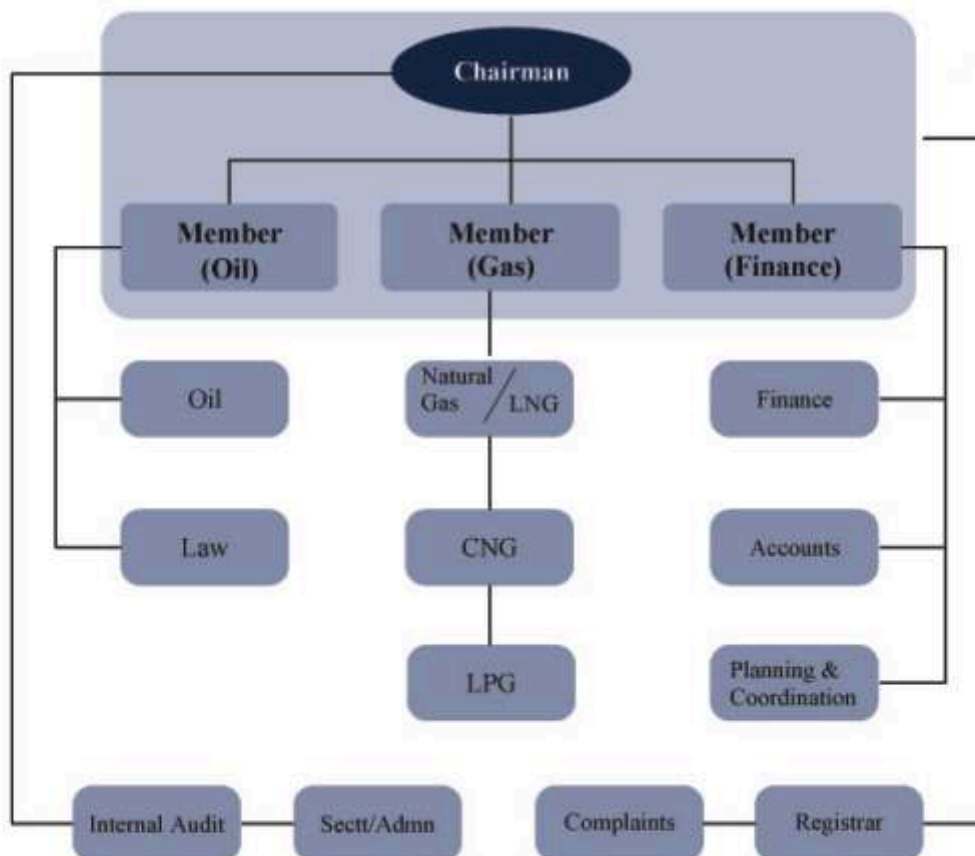 Chairman
Member
(Oil)
Member
(Gas)
Member
(Finance)
Oil
Natural
Gas / LNG
Finance
Law
CNG
Accounts
LPG
Planning &
Coordination
Internal Audit
Sectt/Admn
Complaints
Registrar